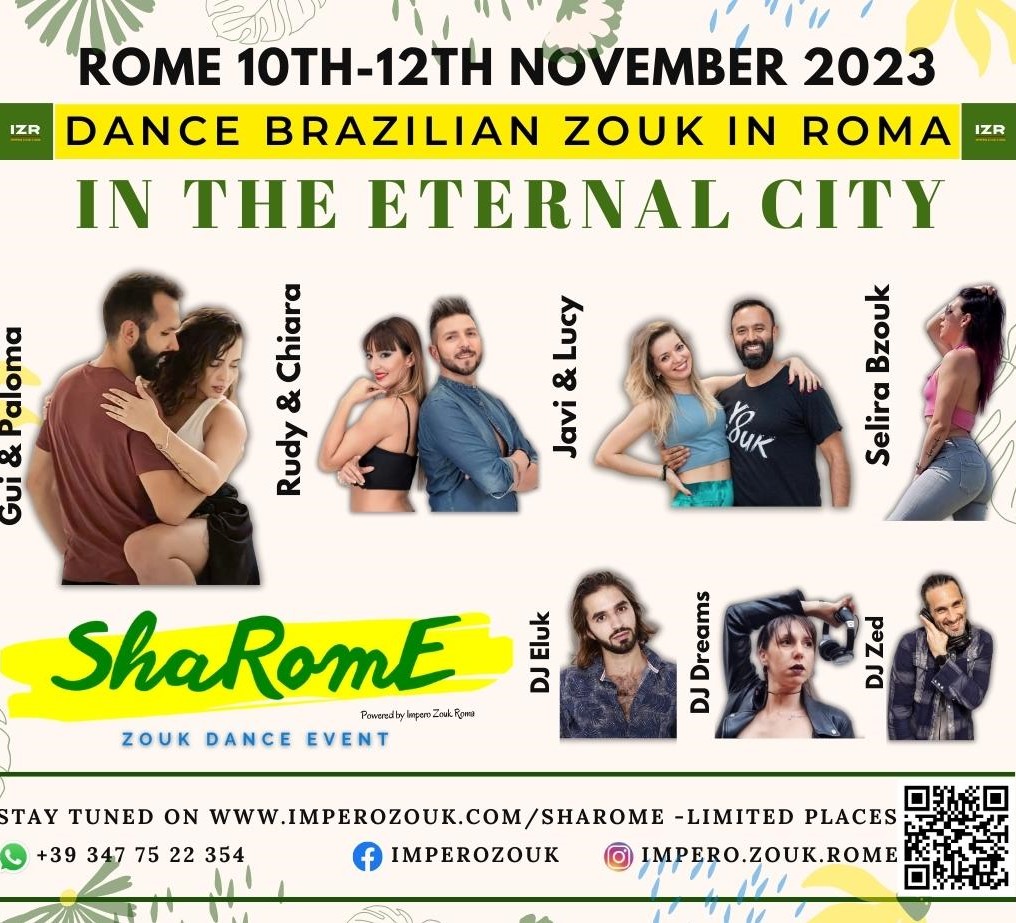 ROME 10TH-12TH NOVEMBER 2023
IZR
DANCE BRAZILIAN ZOUK IN ROMA
IZR
IN THE ETERNAL CITY
Gui & Paloma
Rudy & Chiara
Javi & Lucy
Selira Bzouk
YO
ZOUK
ShaRomE
Powered by Impero Zouk Roma
ZOUK DANCE EVENT
DJ Eluk
DJ Dreams
DJ Zed
STAY TUNED ON WWW.IMPEROZOUK.COM/SHAROME -LIMITED PLACES
+39 347 75 22 354
IMPEROZOUK
IMPERO.ZOUK.ROME